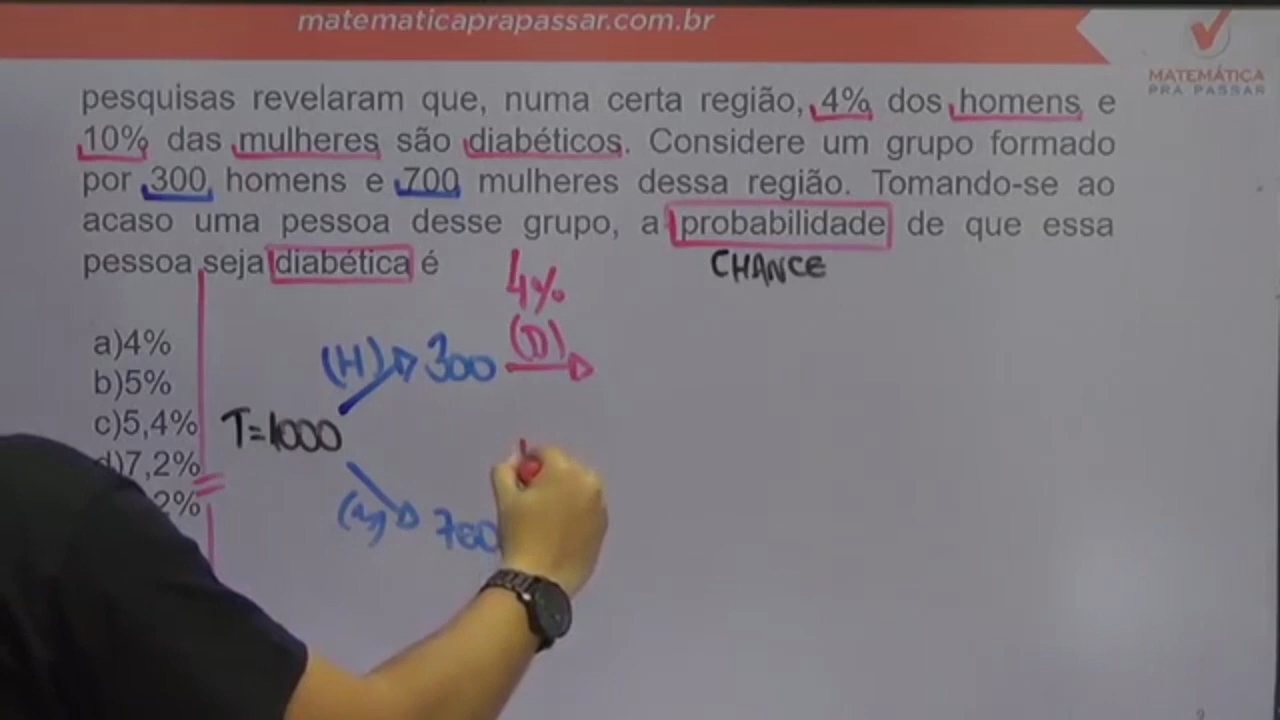 matematicaprapassar.com.br
MATEMÁTICA
PRA PASSAR
pesquisas revelaram que, numa certa região, 4% dos homens e
10% das mulheres são diabéticos. Considere um grupo formado
por 300 homens e 700 mulheres dessa região. Tomando-se ao
acaso uma pessoa desse grupo, a probabilidade de que essa
pessoa seja diabética é
CHANCE
4%
(D)
a)4%
(H) 300
b)5%
c)5,4%
T=1000
d)7,2%
2%
(M) 700